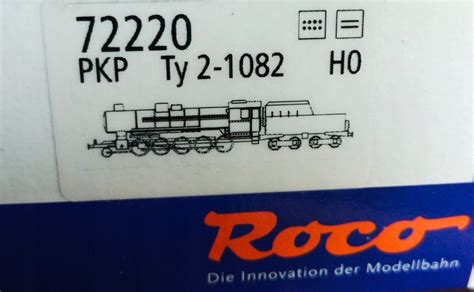 72220
PKP Ty 2-1082 H0
Roco
Die Innovation der Modellbahn